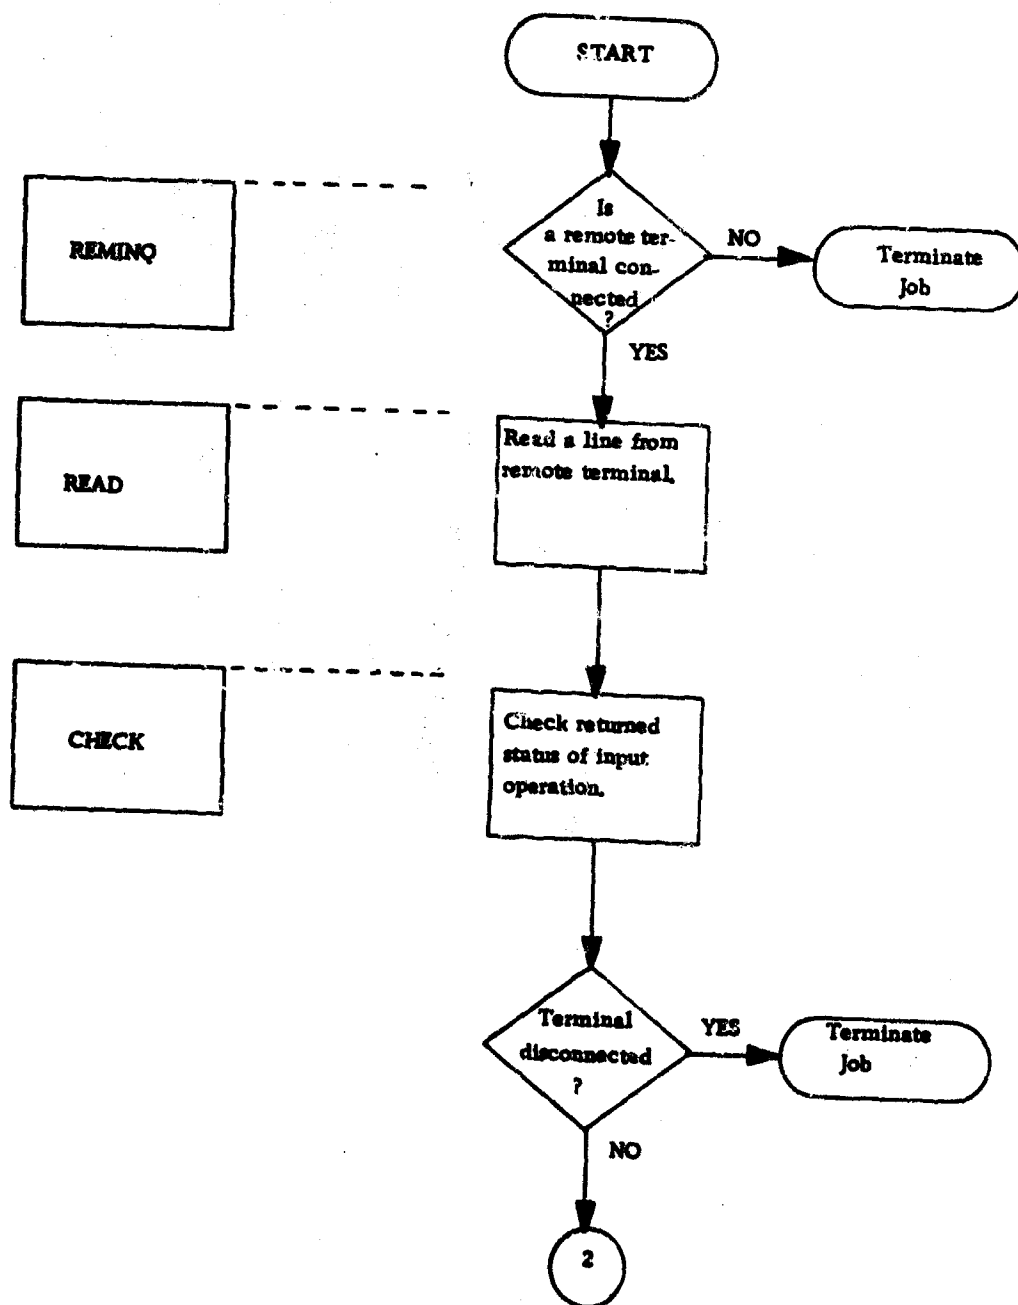 START
REMINQ
Is
a remote ter-
minal con-
nected
?
NO
Terminate
Job
YES
READ
Read a line from
remote terminal.
CHECK
Check returned
status of input
operation.
Terminal
disconnected
?
YES
Terminate
Job
NO
2